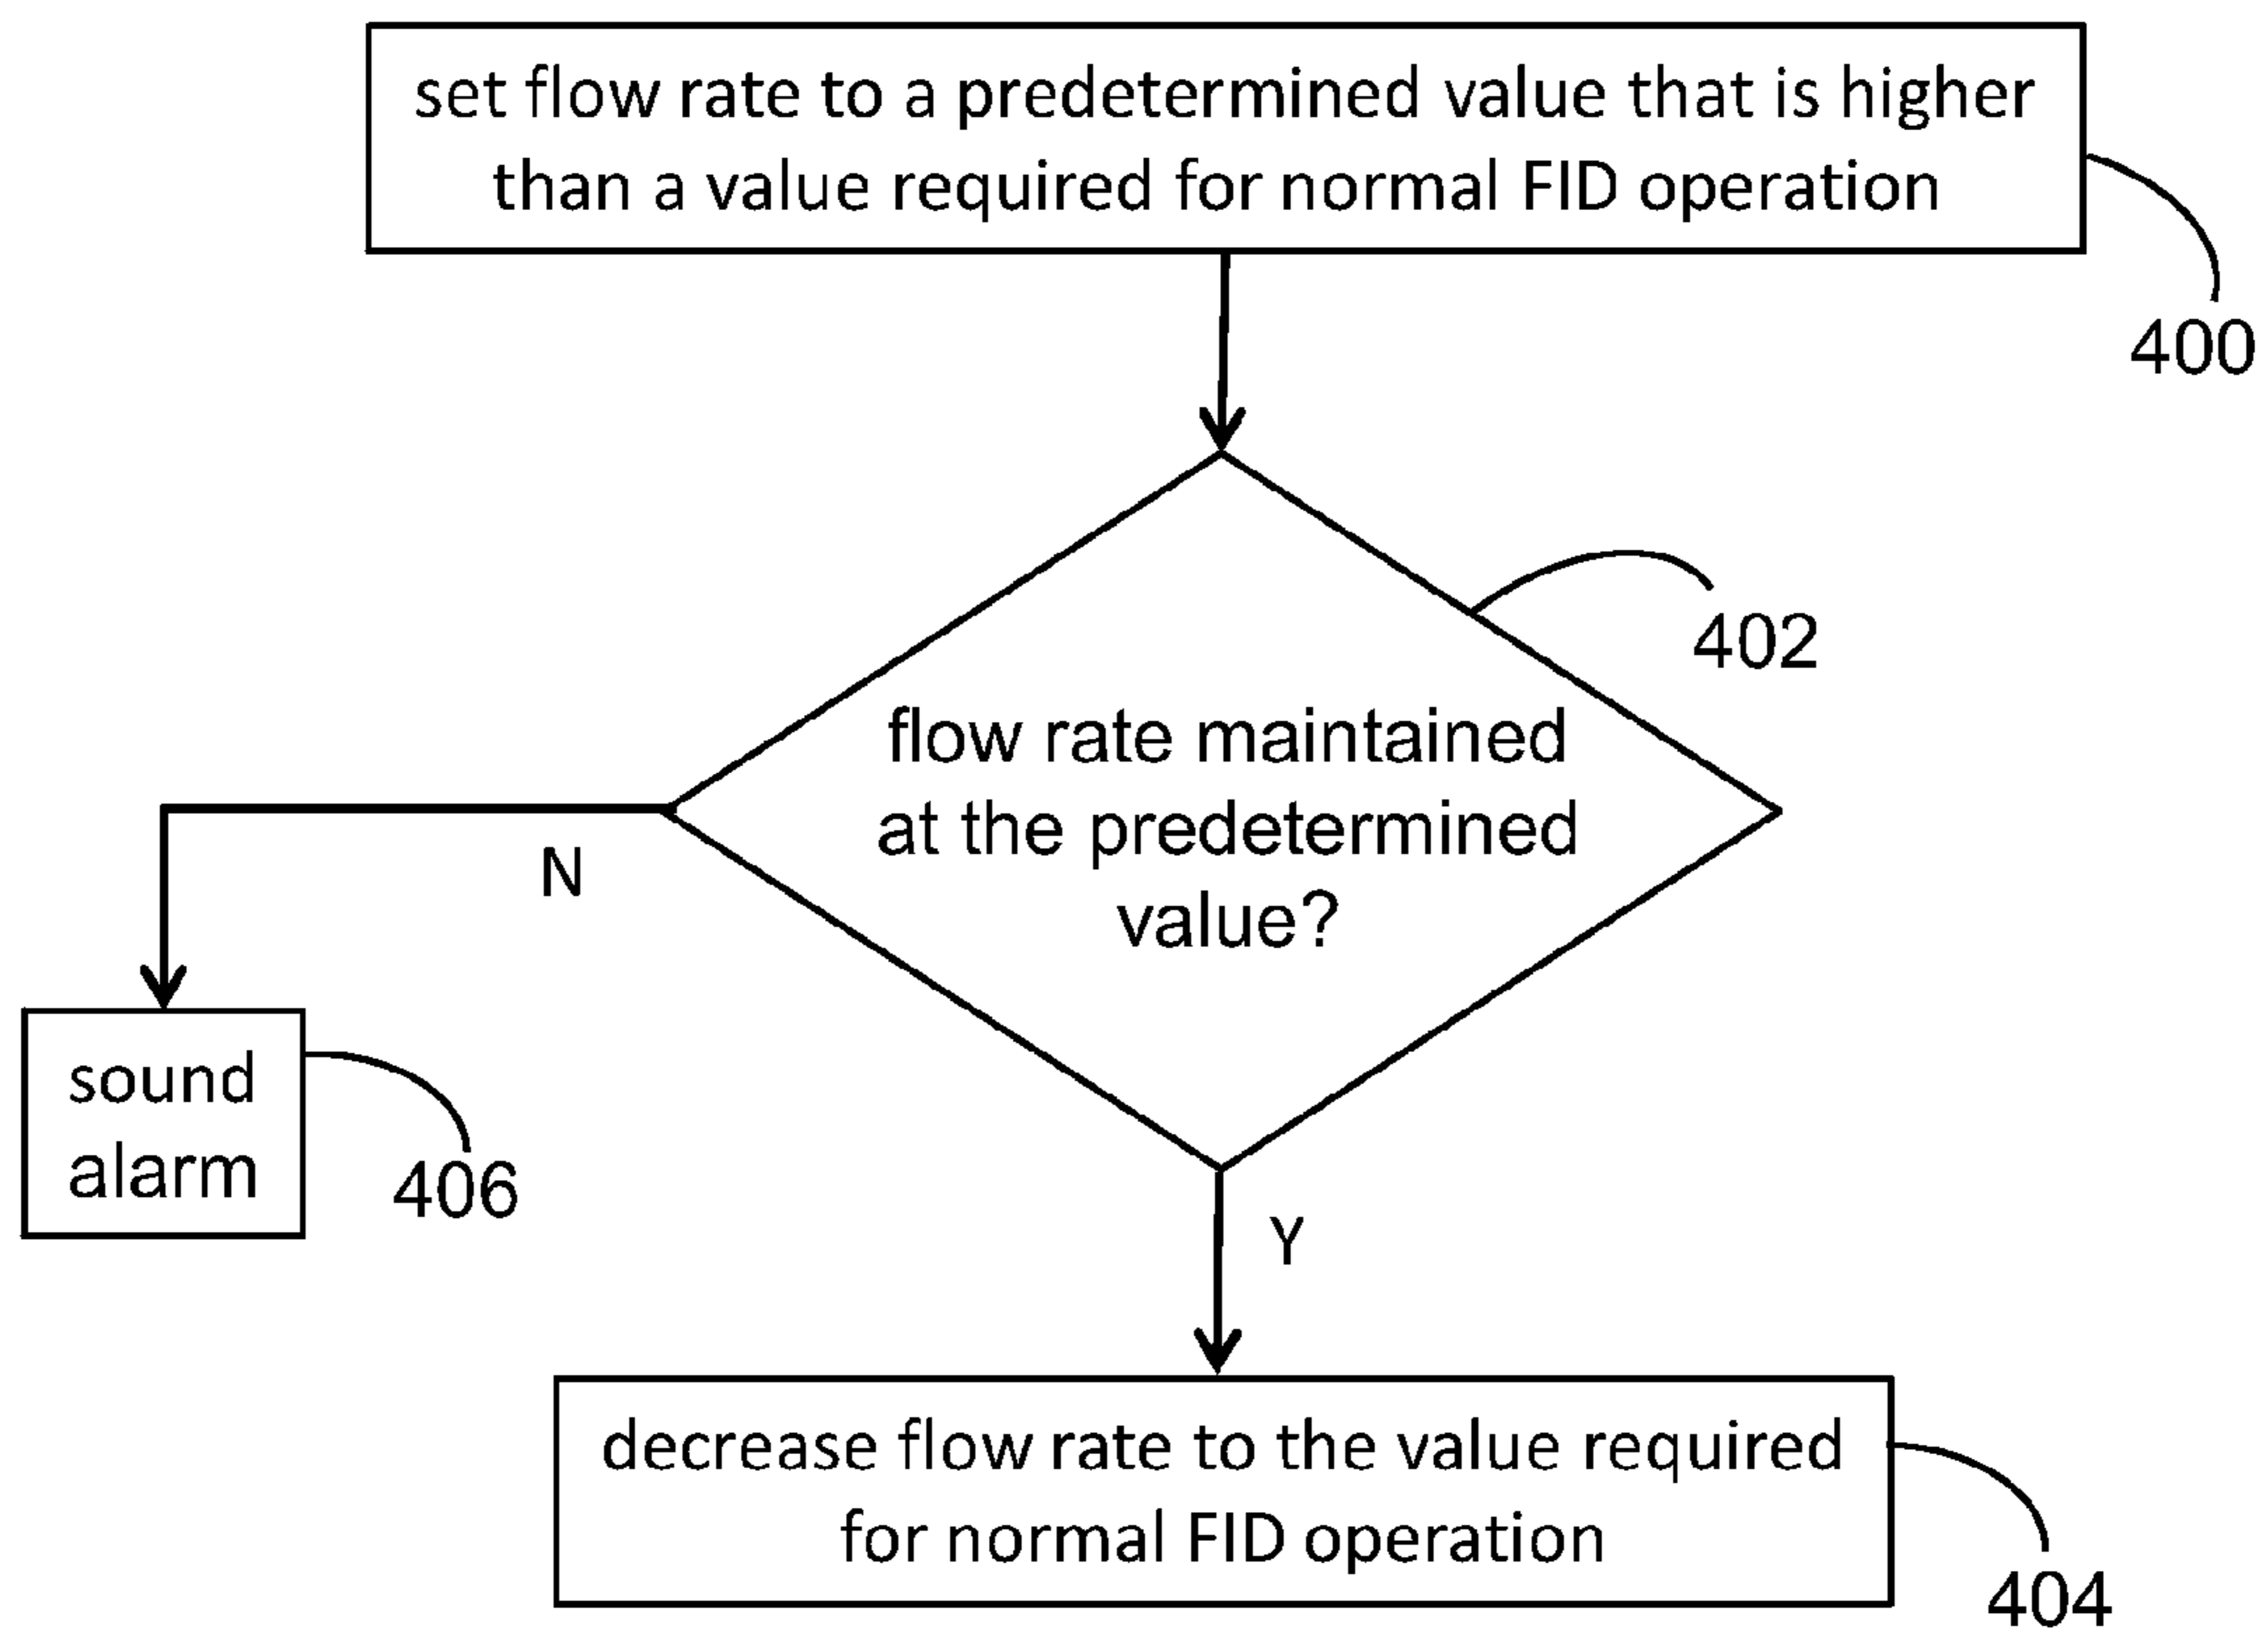 set flow rate to a predetermined value that is higher
than a value required for normal FID operation
400
402
flow rate maintained
at the predetermined
value?
N
sound
alarm
406
Y
decrease flow rate to the value required
for normal FID operation
404